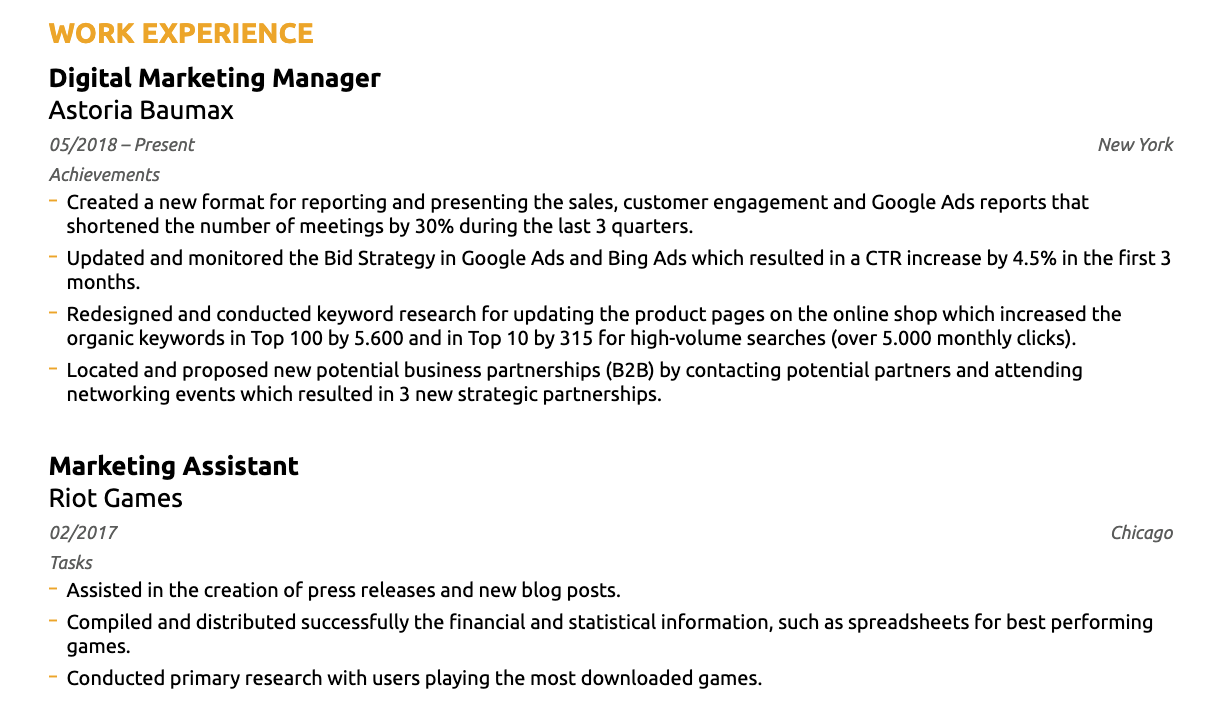 WORK EXPERIENCE
Digital Marketing Manager
Astoria Baumax
05/2018 – Present New York
Achievements
– Created a new format for reporting and presenting the sales, customer engagement and Google Ads reports that
shortened the number of meetings by 30% during the last 3 quarters.
– Updated and monitored the Bid Strategy in Google Ads and Bing Ads which resulted in a CTR increase by 4.5% in the first 3
months.
– Redesigned and conducted keyword research for updating the product pages on the online shop which increased the
organic keywords in Top 100 by 5.600 and in Top 10 by 315 for high-volume searches (over 5.000 monthly clicks).
– Located and proposed new potential business partnerships (B2B) by contacting potential partners and attending
networking events which resulted in 3 new strategic partnerships.
Marketing Assistant
Riot Games
02/2017 Chicago
Tasks
– Assisted in the creation of press releases and new blog posts.
– Compiled and distributed successfully the financial and statistical information, such as spreadsheets for best performing
games.
– Conducted primary research with users playing the most downloaded games.